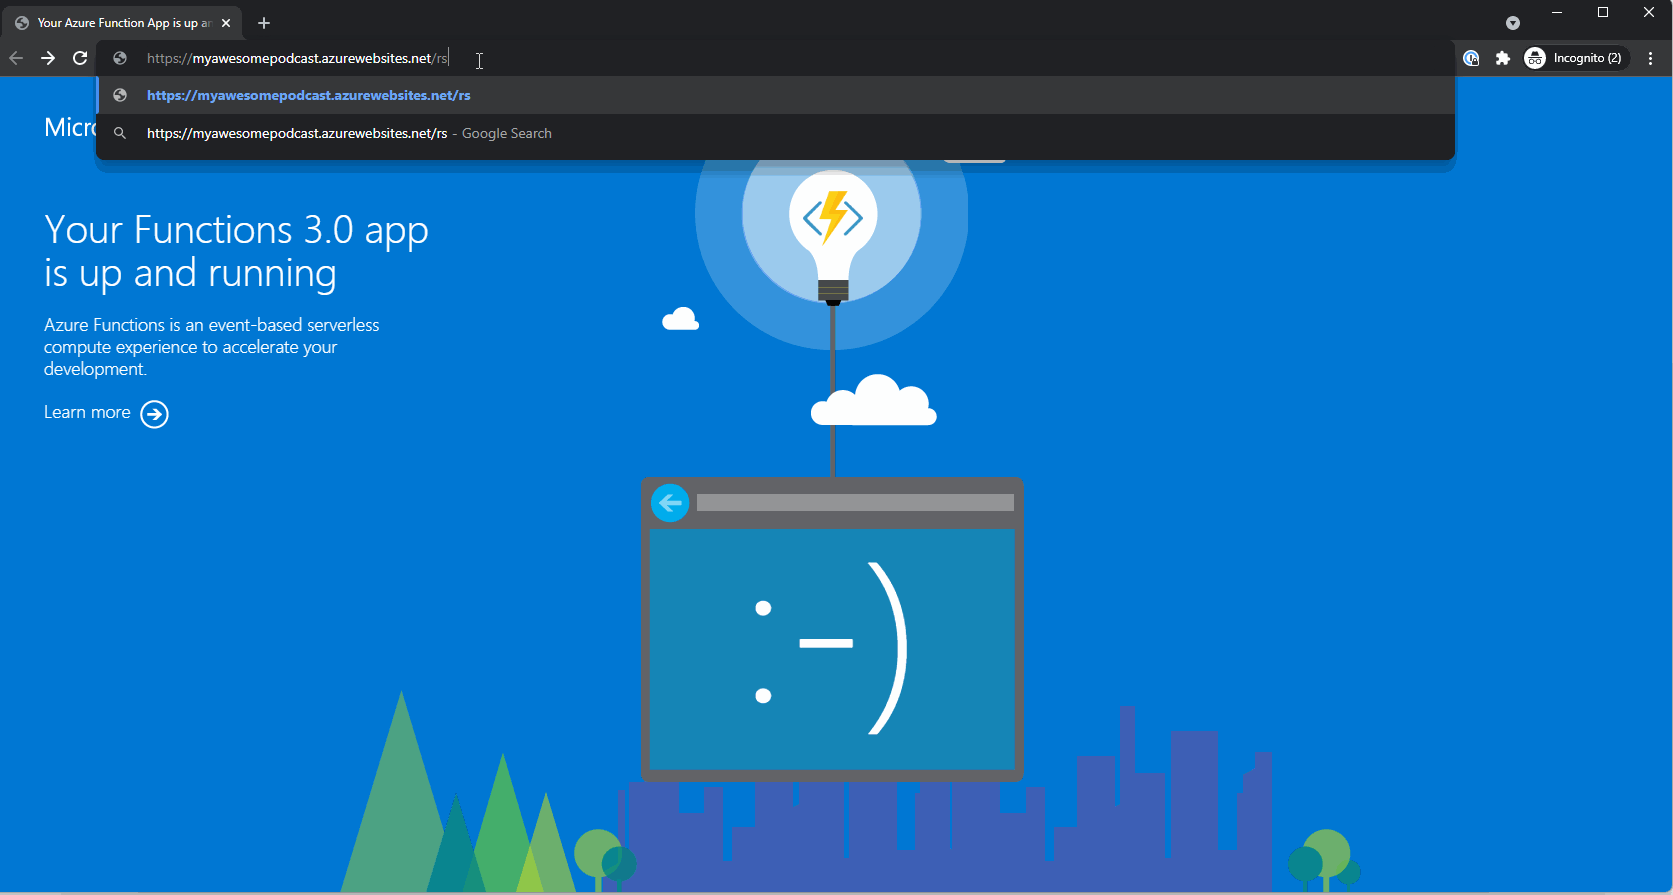 Your Azure Function App is up ar
https://myawesomepodcast.azurewebsites.net/rs
Incognito (2)
https://myawesomepodcast.azurewebsites.net/rs
https://myawesomepodcast.azurewebsites.net/rs - Google Search
Your Functions 3.0 app
is up and running
Azure Functions is an event-based serverless
compute experience to accelerate your
development.
Learn more
:-)